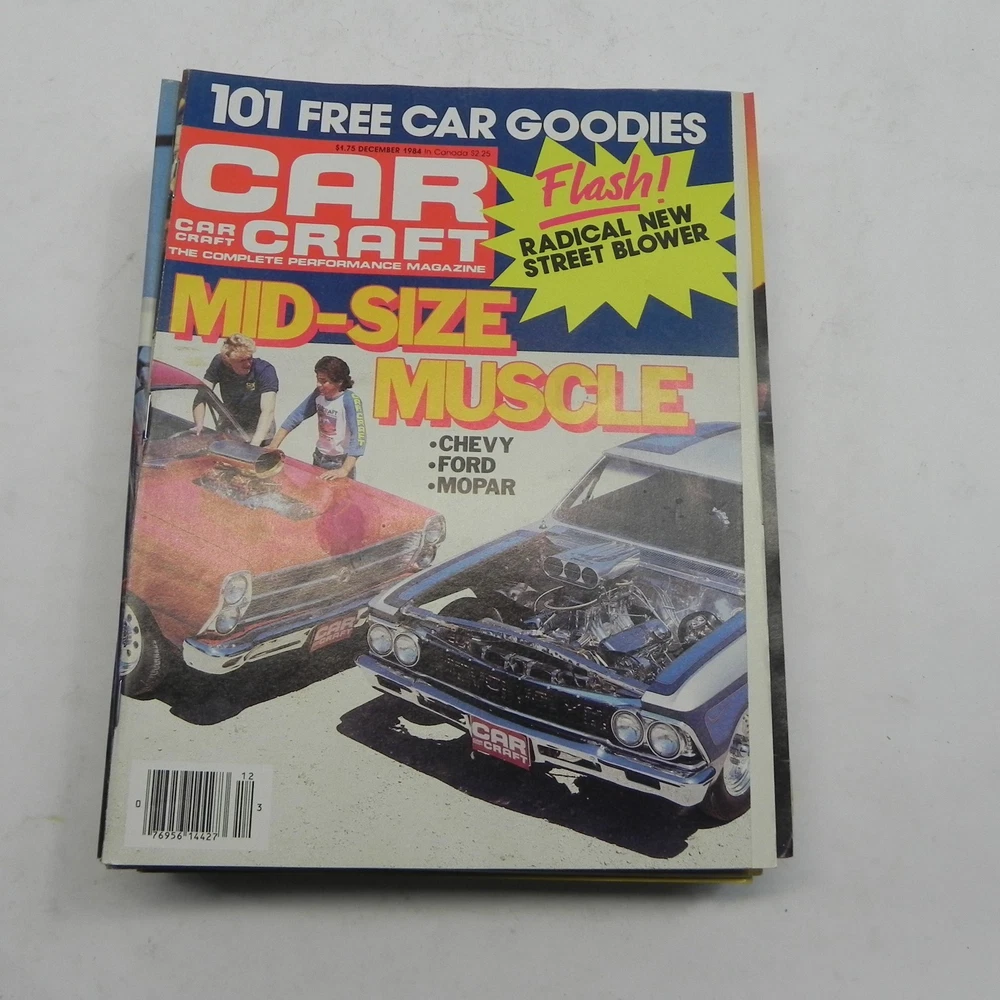 101 FREE CAR GOODIES
$1.75 DECEMBER 1984 In Canada $2.25
CAR
CAR
CRAFT
CRAFT
THE COMPLETE PERFORMANCE MAGAZINE
Flash!
RADICAL NEW
STREET BLOWER
MID-SIZE
MUSCLE
•CHEVY
•FORD
•MOPAR
CAR
CRAFT
CAR
CRAFT
12
0
3
76956 14427